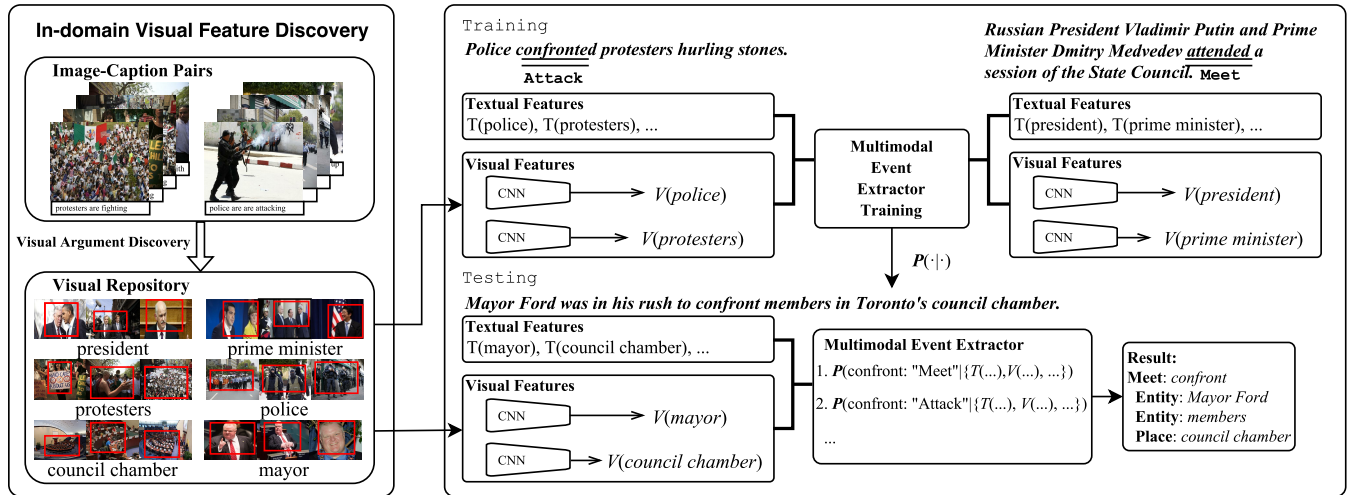 In-domain Visual Feature Discovery
Image-Caption Pairs
protesters are fighting
police are are attacking
Visual Argument Discovery
Visual Repository
president
prime minister
protesters
police
council chamber
mayor
Training
Police confronted protesters hurling stones.
Attack
Russian President Vladimir Putin and Prime
Minister Dmitry Medvedev attended a
session of the State Council.
Meet
Textual Features
T(police), T(protesters), ...
Visual Features
CNN
V(police)
CNN
V(protesters)
Multimodal
Event
Extractor
Training
Textual Features
T(president), T(prime minister), ...
Visual Features
CNN
V(president)
CNN
V(prime minister)
P(·|·)
Testing
Mayor Ford was in his rush to confront members in Toronto's council chamber.
Textual Features
T(mayor), T(council chamber), ...
Visual Features
CNN
V(mayor)
CNN
V(council chamber)
Multimodal Event Extractor
1. P(confront: "Meet"|{T(...),V(...), ...})
2. P(confront: "Attack"|{T(...), V(...), ...})
...
Result:
Meet: confront
Entity: Mayor Ford
Entity: members
Place: council chamber